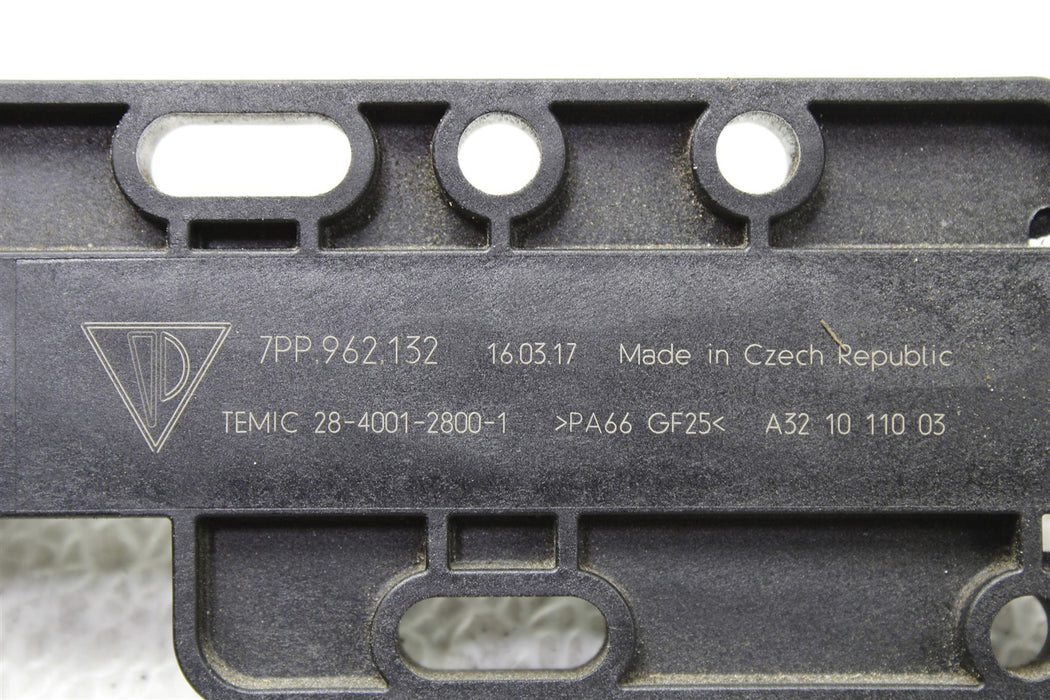 7PP.962.132 16.03.17 Made in Czech Republic
TEMIC 28-4001-2800-1 >PA66 GF25< A32 10 110 03